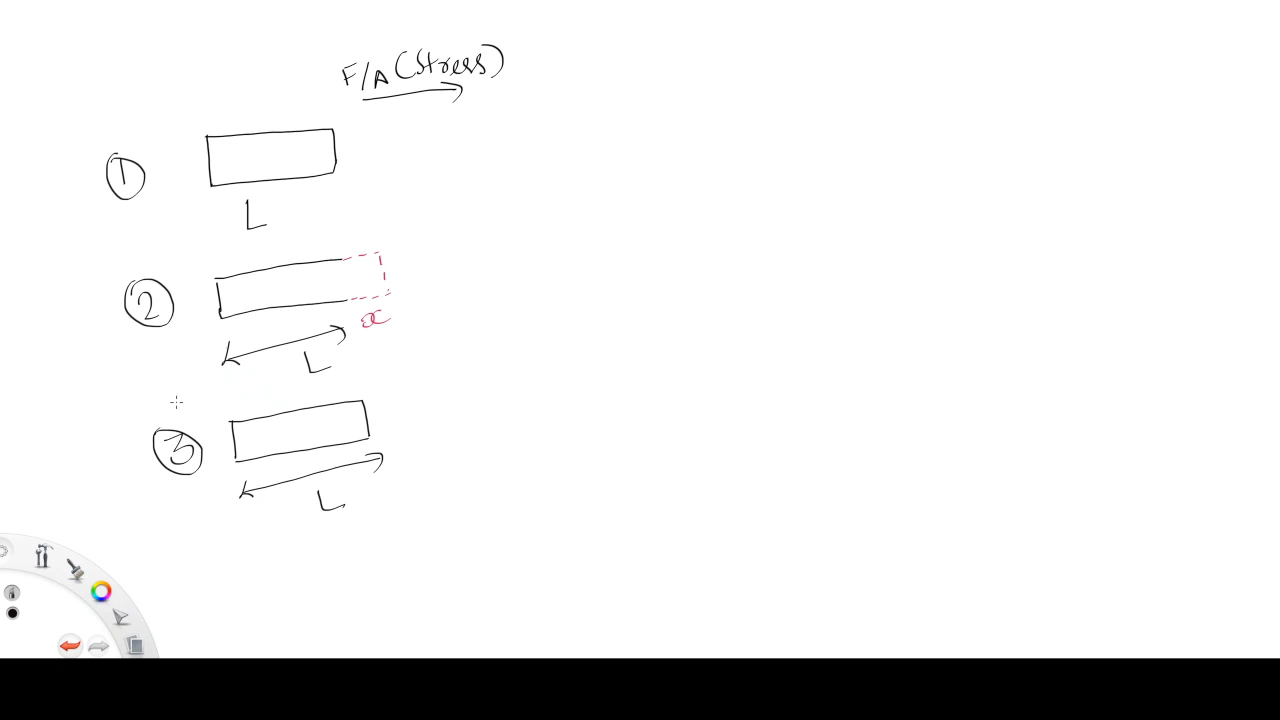 F/A (Stress)
①
L
②
x
L
③
L